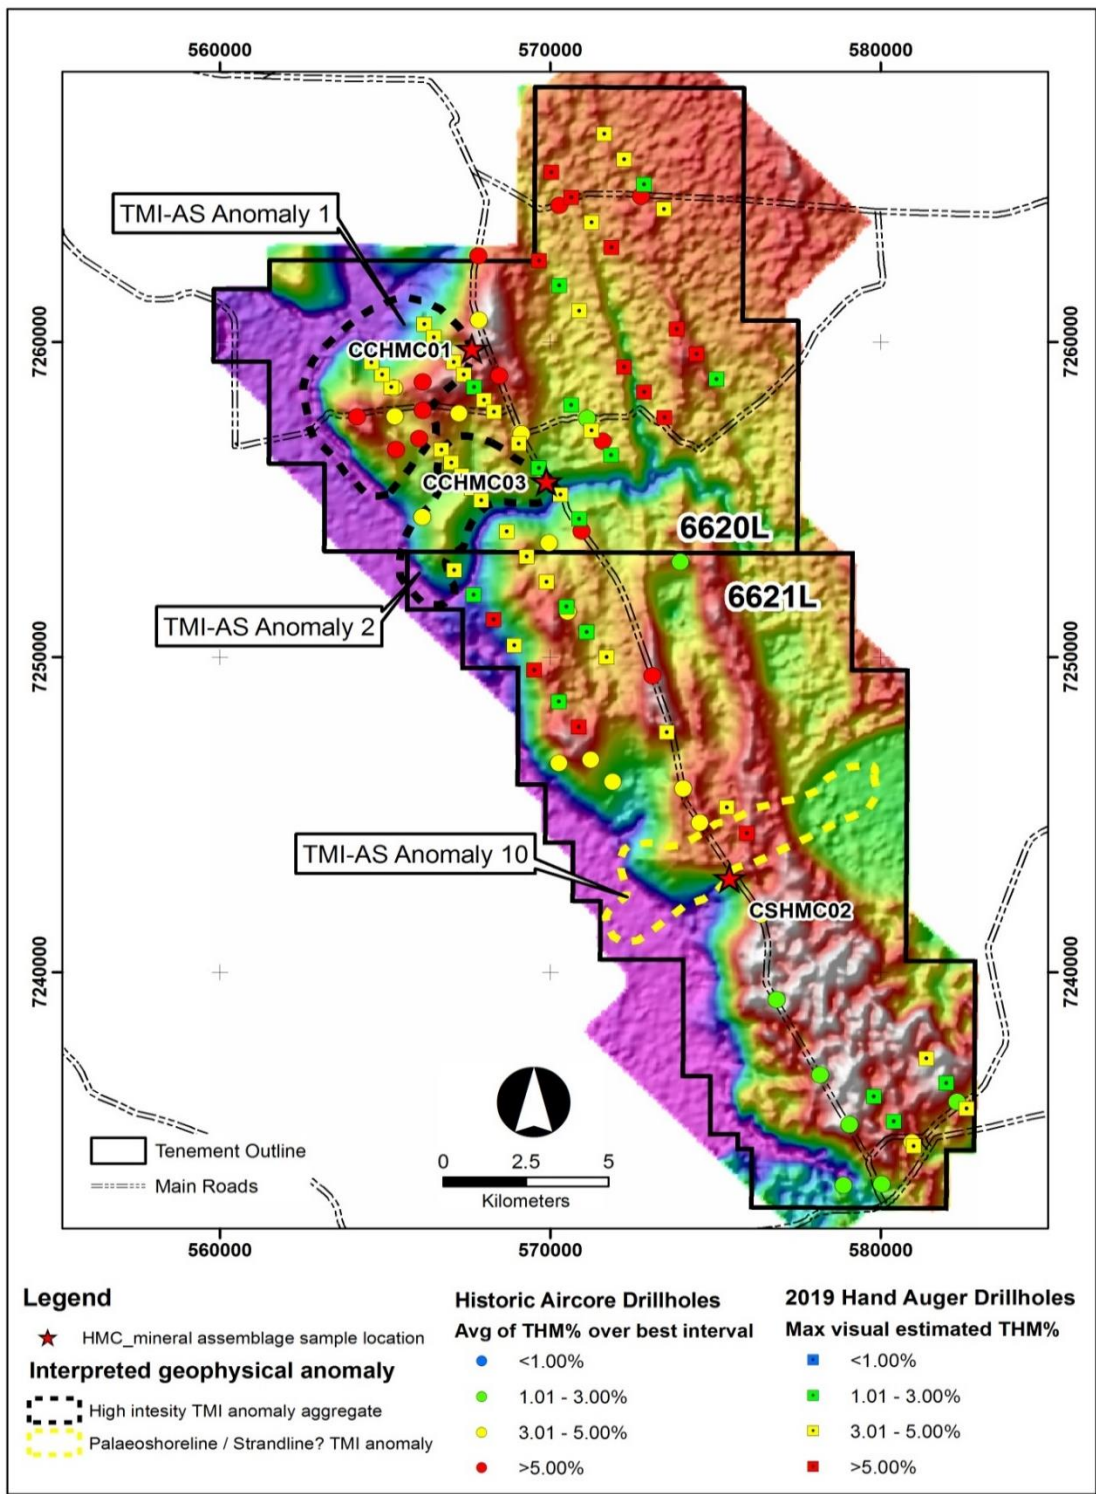 560000 570000 580000
TMI-AS Anomaly 1
7260000 7260000
CCHMC01
CCHMC03
6620L
6621L
TMI-AS Anomaly 2
7250000 7250000
TMI-AS Anomaly 10
CSHMC02
7240000 7240000
Tenement Outline
Main Roads
0 2.5 5
Kilometers
560000 570000 580000
Legend
HMC_mineral assemblage sample location
Interpreted geophysical anomaly
High intesity TMI anomaly aggregate
Palaeoshoreline / Strandline? TMI anomaly
Historic Aircore Drillholes
Avg of THM% over best interval
<1.00%
1.01 - 3.00%
3.01 - 5.00%
>5.00%
2019 Hand Auger Drillholes
Max visual estimated THM%
<1.00%
1.01 - 3.00%
3.01 - 5.00%
>5.00%